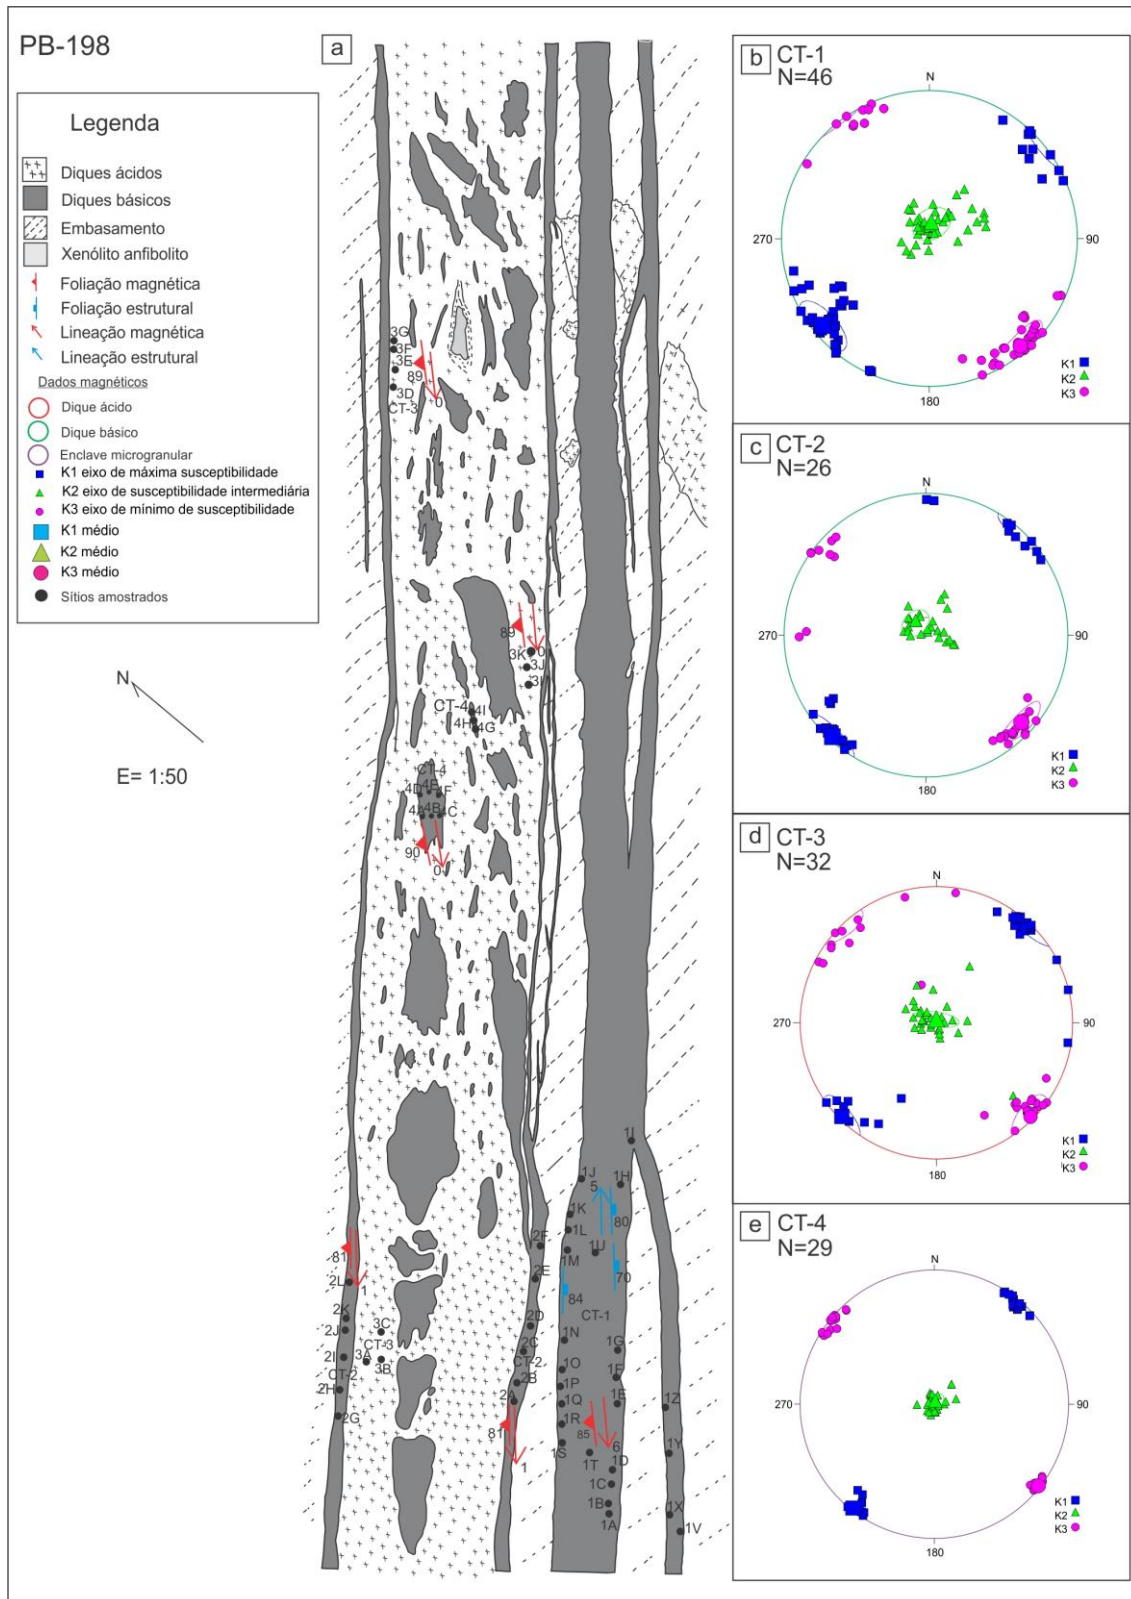 PB-198
Legenda
Diques ácidos
Diques básicos
Embasamento
Xenólito anfibolito
Foliação magnética
Foliação estrutural
Lineação magnética
Lineação estrutural
Dados magnéticos
Dique ácido
Dique básico
Enclave microgranular
K1 eixo de máxima susceptibilidade
K2 eixo de susceptibilidade intermediária
K3 eixo de mínimo de susceptibilidade
K1 médio
K2 médio
K3 médio
Sítios amostrados
N
E= 1:50
a
3G
3F
3E
89
3D
0
CT-3
89
0
3K
3J
CT-4
4I
4H
4G
CT-4
4D 4E 4F
4A 4B 4C
90
0
1I
1J
1H
5
1K
80
1L
2F
1M
1U
81
2E
70
2L
1
84
2K
3C
2D
CT-1
2J
CT-3
2C
1N
1G
2I
3A
3B
CT-2
1O
1F
CT-2
2B
1P
2H
2A
1Q
1E
1Z
2G
81
1R
85
6
1S
1T
1D
1Y
1
1C
1B
1X
1A
1V
b
CT-1
N=46
N
270
90
180
K1
K2
K3
c
CT-2
N=26
N
270
90
180
K1
K2
K3
d
CT-3
N=32
N
270
90
180
K1
K2
K3
e
CT-4
N=29
N
270
90
180
K1
K2
K3